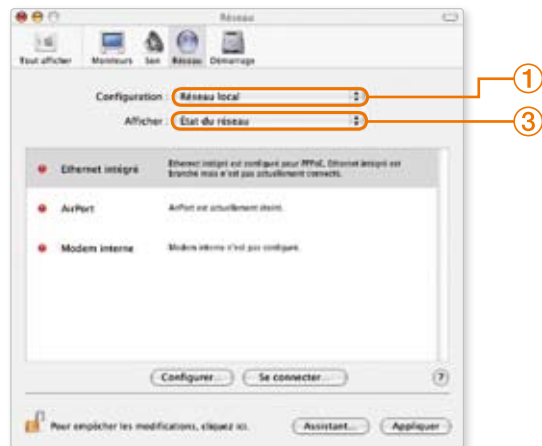 Réseau
Tout afficher Moniteurs Son Réseau Démarrage
Configuration : Réseau local
1
Afficher : État du réseau
3
Ethernet intégré
Ethernet intégré est configuré pour PPPoE. Ethernet intégré est
branché mais n'est pas actuellement connecté.
AirPort
AirPort est actuellement éteint.
Modem interne
Modem interne n'est pas configuré.
Configurer... Se connecter... ?
Pour empêcher les modifications, cliquez ici. Assistant... Appliquer